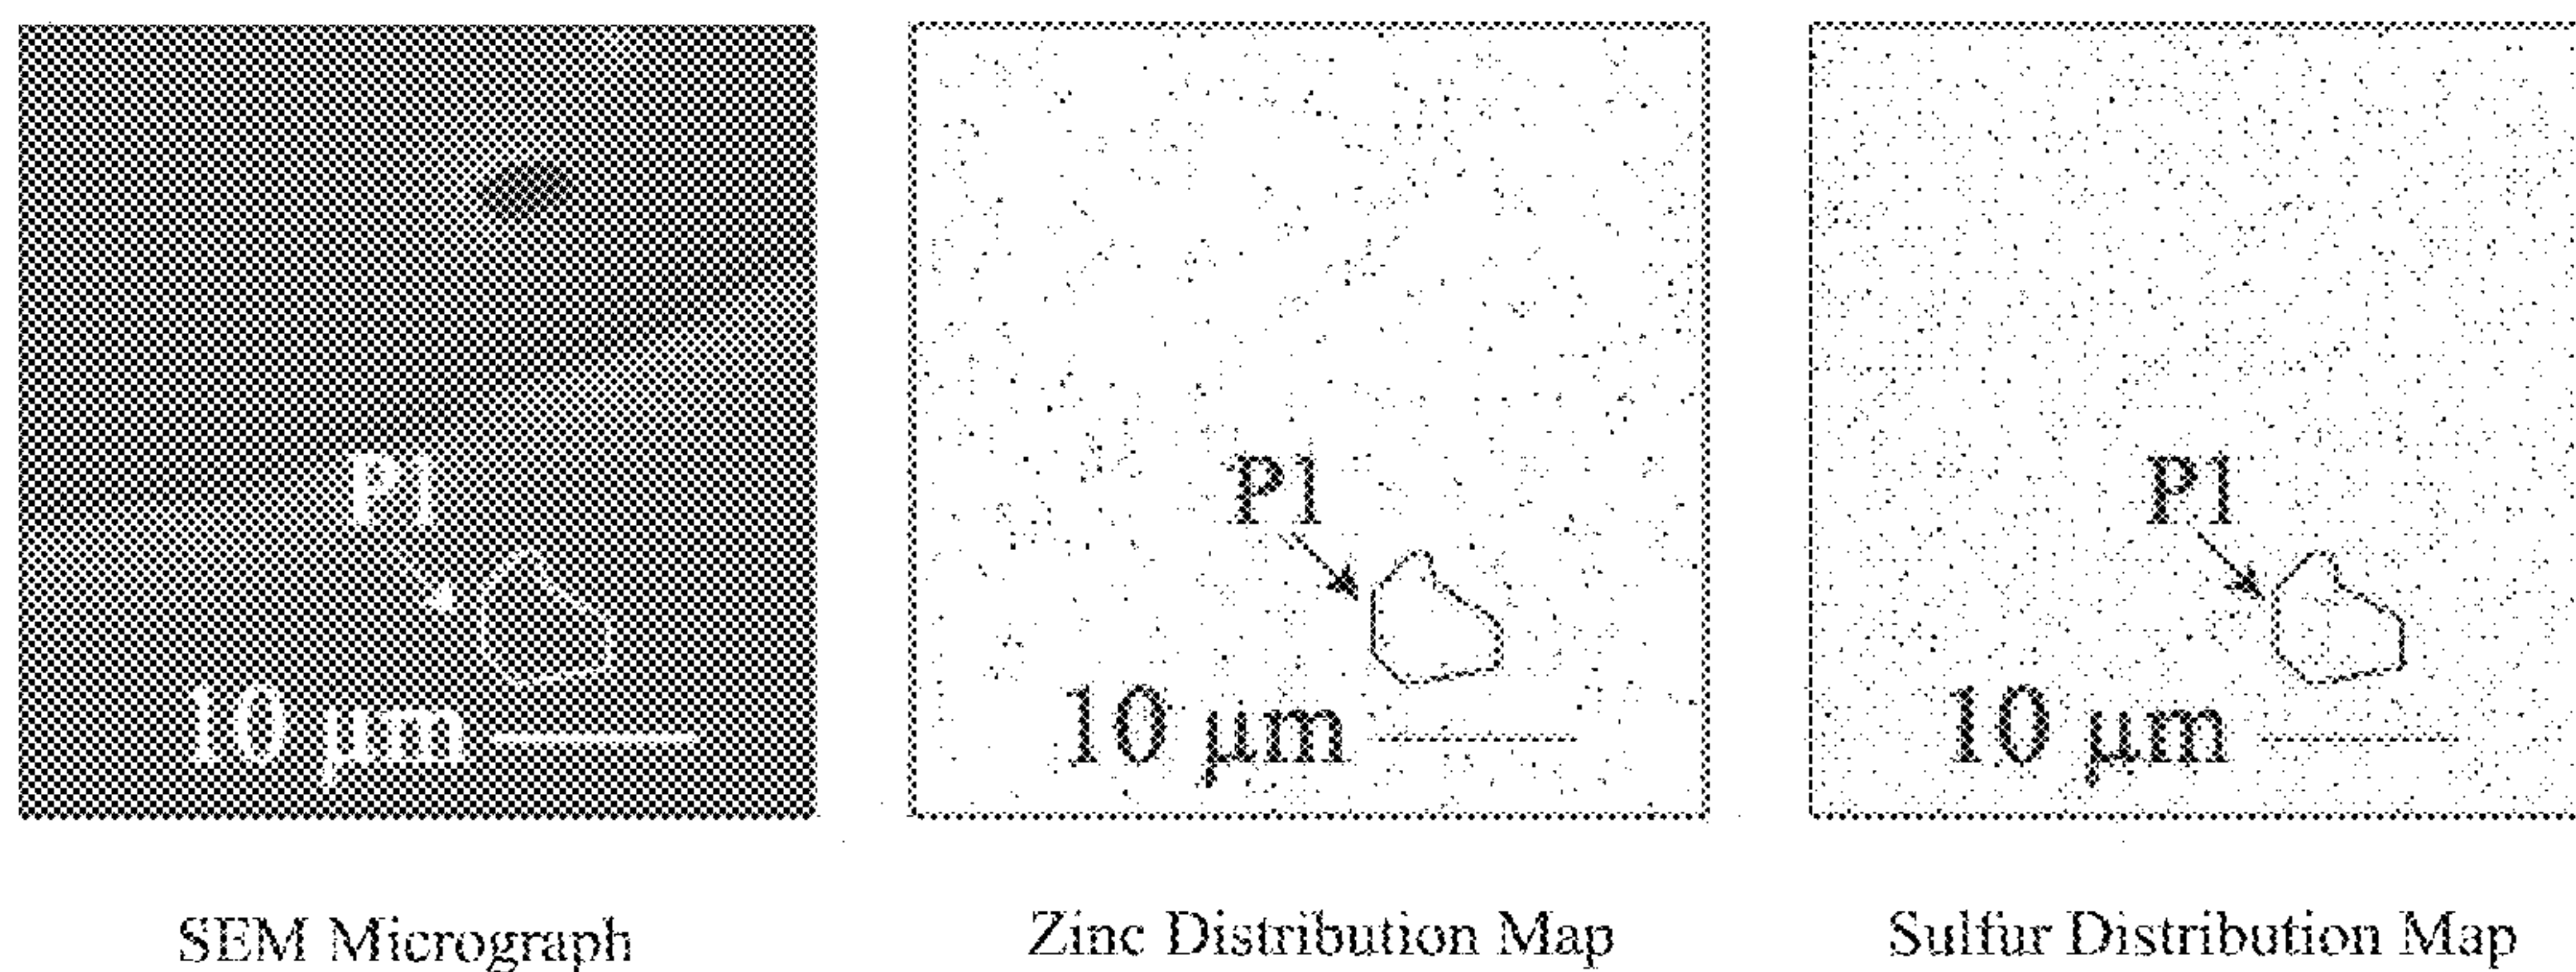 P1
10 μm
SEM Micrograph
P1
10 μm
Zinc Distribution Map
P1
10 μm
Sulfur Distribution Map